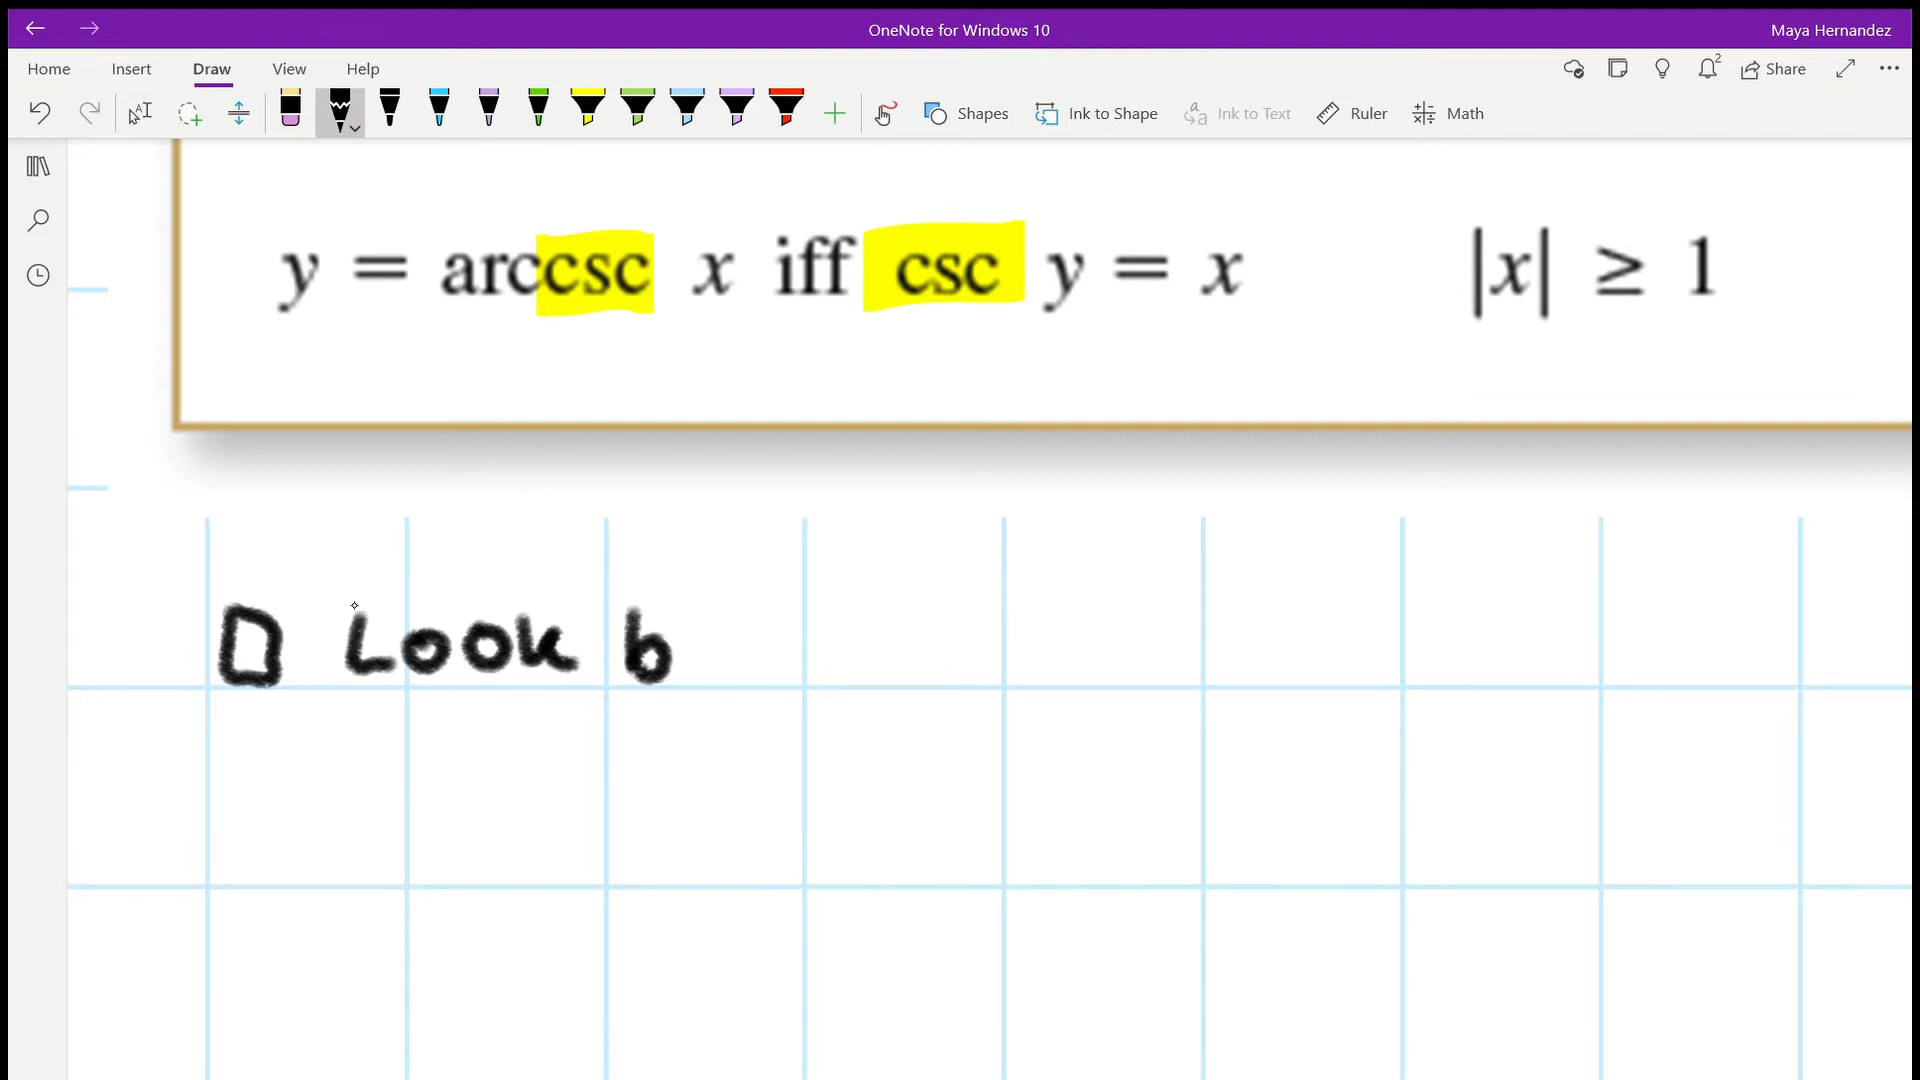 OneNote for Windows 10
Maya Hernandez
Home Insert Draw View Help
2 Share
Shapes Ink to Shape Ink to Text Ruler Math
y = arccsc x iff csc y = x |x| ≥ 1
Look b